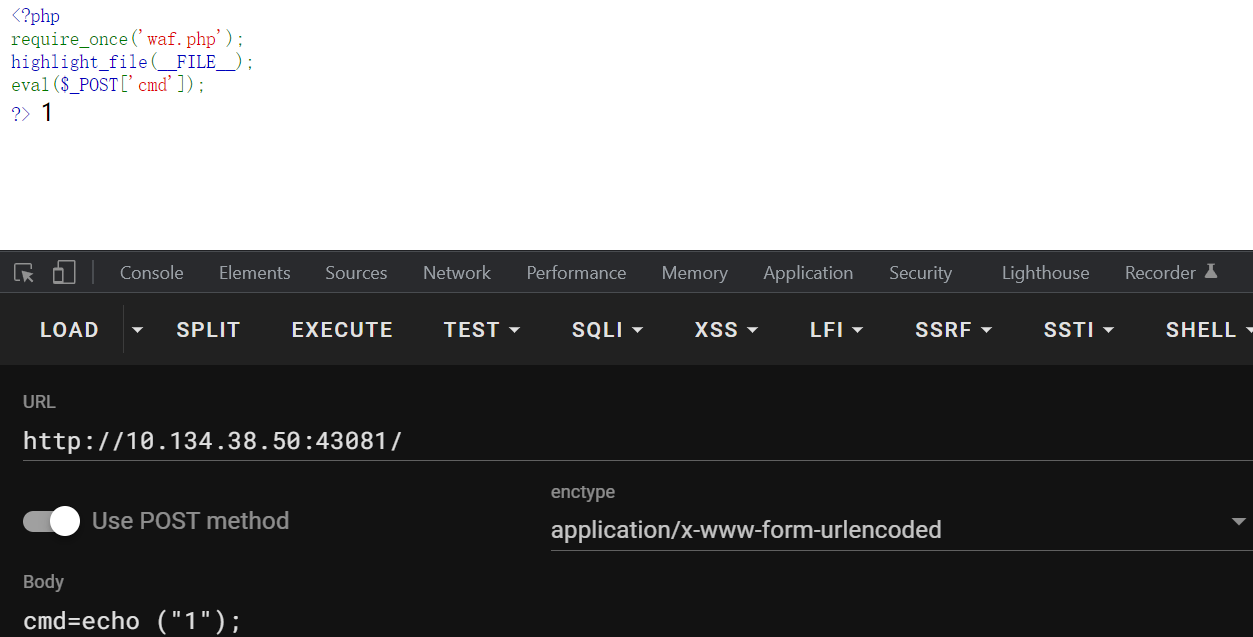 <?php
require_once('waf.php');
highlight_file(__FILE__);
eval($_POST['cmd']);
?> 1
Console Elements Sources Network Performance Memory Application Security Lighthouse Recorder
LOAD SPLIT EXECUTE TEST SQLI XSS LFI SSRF SSTI SHELL
URL
http://10.134.38.50:43081/
enctype
Use POST method
application/x-www-form-urlencoded
Body
cmd=echo ("1");